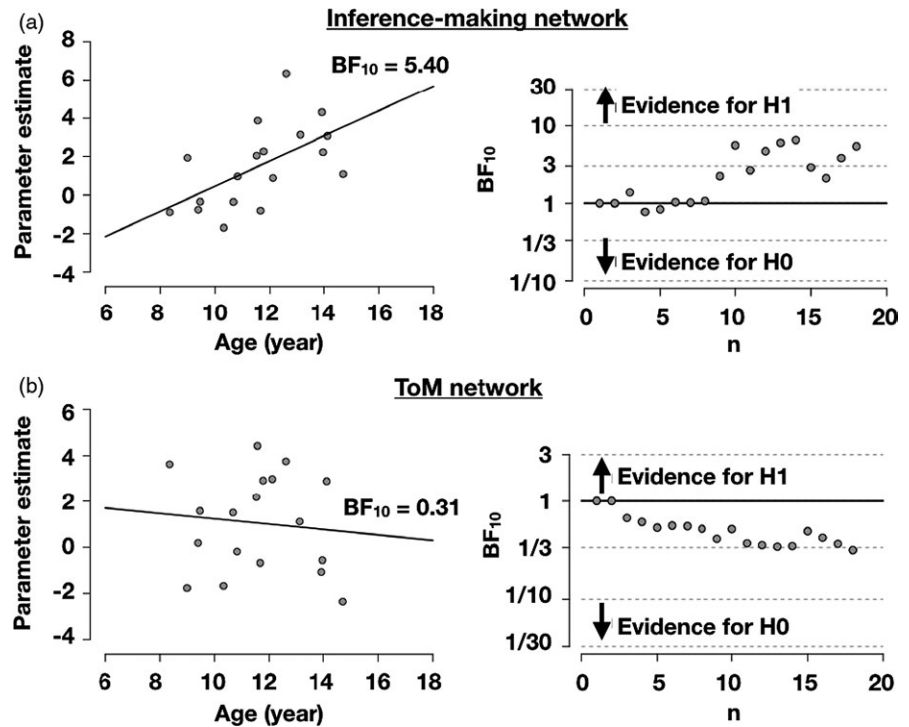 (a)
Inference-making network
Parameter estimate
8
6
4
2
0
-2
-4
BF10 = 5.40
6 8 10 12 14 16 18
Age (year)
BF10
30
10
3
1
1/3
1/10
Evidence for H1
Evidence for H0
0 5 10 15 20
n
(b)
ToM network
Parameter estimate
6
4
2
0
-2
-4
BF10 = 0.31
6 8 10 12 14 16 18
Age (year)
BF10
3
1
1/3
1/10
1/30
Evidence for H1
Evidence for H0
0 5 10 15 20
n